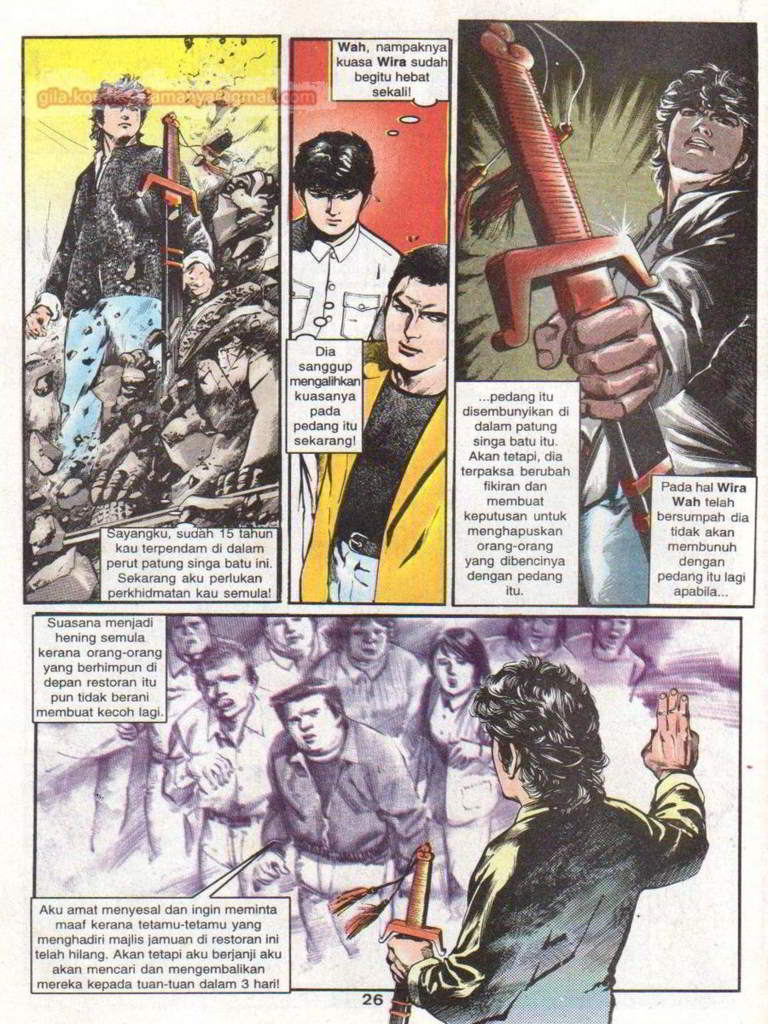 gila.komiksamanya@gmail.com
Wah, nampaknya
kuasa Wira sudah
begitu hebat
sekali!
Dia
sanggup
mengalihkan
kuasanya
pada
pedang itu
sekarang!
Sayangku, sudah 15 tahun
kau terpendam di dalam
perut patung singa batu ini.
Sekarang aku perlukan
perkhidmatan kau semula!
Pada hal Wira
Wah telah
bersumpah dia
tidak akan
membunuh
dengan
pedang itu lagi
apabila...
...pedang itu
disembunyikan di
dalam patung
singa batu itu.
Akan tetapi, dia
terpaksa berubah
fikiran dan
membuat
keputusan untuk
menghapuskan
orang-orang
yang dibencinya
dengan pedang
itu.
Suasana menjadi
hening semula
kerana orang-orang
yang berhimpun di
depan restoran itu
pun tidak berani
membuat kecoh lagi.
Aku amat menyesal dan ingin meminta
maaf kerana tetamu-tetamu yang
menghadiri majlis jamuan di restoran ini
telah hilang. Akan tetapi aku berjanji aku
akan mencari dan mengembalikan
mereka kepada tuan-tuan dalam 3 hari!
26